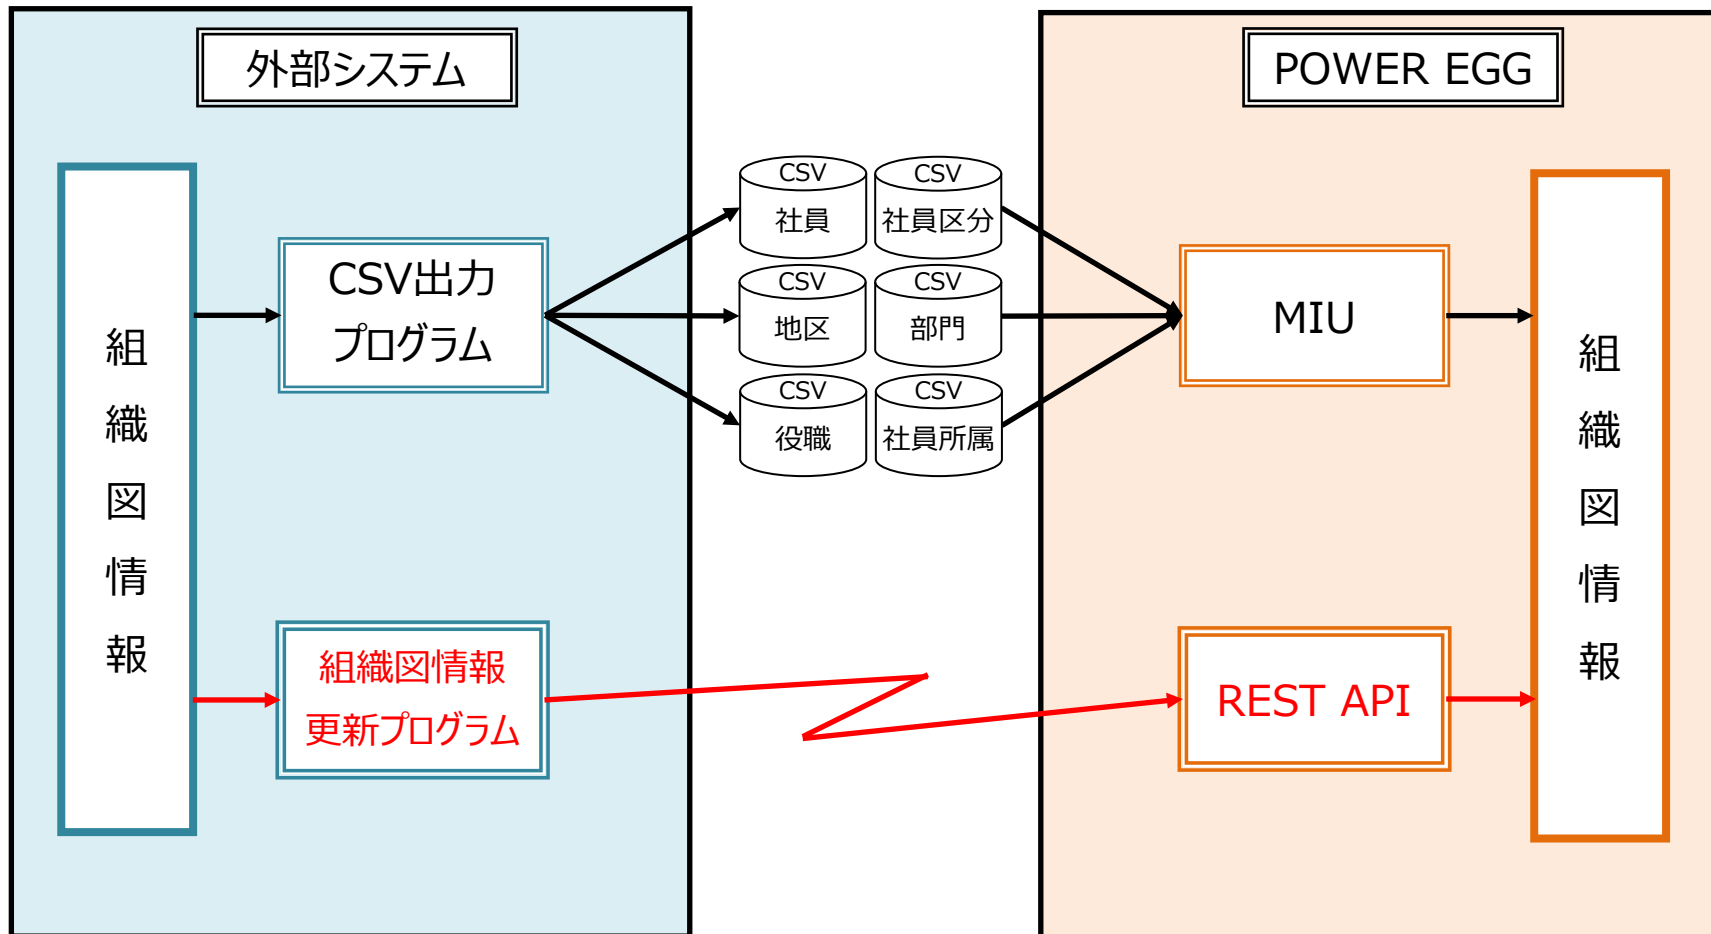 外部システム
組織図情報
CSV出力
プログラム
組織図情報
更新プログラム
CSV
社員
CSV
社員区分
CSV
地区
CSV
部門
CSV
役職
CSV
社員所属
POWER EGG
MIU
REST API
組織図情報